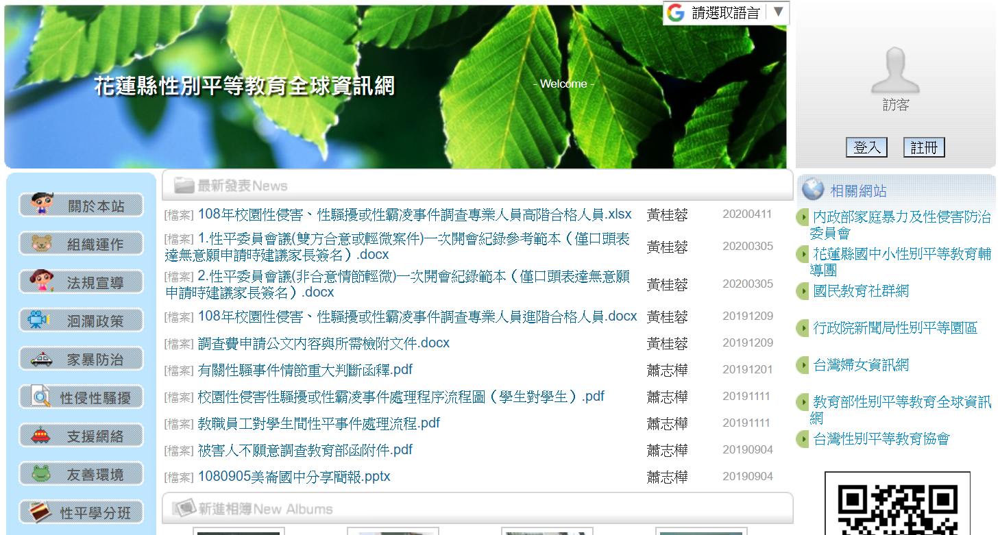 請選取語言 ▼
花蓮縣性別平等教育全球資訊網
- Welcome -
訪客
登入 註冊
關於本站
組織運作
法規宣導
洄瀾政策
家暴防治
性侵性騷擾
支援網絡
友善環境
性平學分班
最新發表News
[檔案] 108年校園性侵害、性騷擾或性霸凌事件調查專業人員高階合格人員.xlsx 黃桂蓉 20200411
[檔案] 1.性平委員會議(雙方合意或輕微案件)一次開會紀錄參考範本（僅口頭表
達無意願申請時建議家長簽名）.docx 黃桂蓉 20200305
[檔案] 2.性平委員會議(非合意情節輕微)一次開會紀錄範本（僅口頭表達無意願
申請時建議家長簽名）.docx 黃桂蓉 20200305
[檔案] 108年校園性侵害、性騷擾或性霸凌事件調查專業人員進階合格人員.docx 黃桂蓉 20191209
[檔案] 調查費申請公文內容與所需檢附文件.docx 黃桂蓉 20191209
[檔案] 有關性騷事件情節重大判斷函釋.pdf 蕭志樺 20191201
[檔案] 校園性侵害性騷擾或性霸凌事件處理程序流程圖（學生對學生）.pdf 蕭志樺 20191111
[檔案] 教職員工對學生間性平事件處理流程.pdf 蕭志樺 20191111
[檔案] 被害人不願意調查教育部函附件.pdf 蕭志樺 20190904
[檔案] 1080905美崙國中分享簡報.pptx 蕭志樺 20190904
新進相簿New Albums
相關網站
內政部家庭暴力及性侵害防治
委員會
花蓮縣國中小性別平等教育輔
導團
國民教育社群網
行政院新聞局性別平等園區
台灣婦女資訊網
教育部性別平等教育全球資訊
網
台灣性別平等教育協會